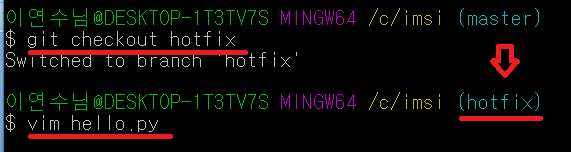 이연수님@DESKTOP-1T3TV7S MINGW64 /c/imsi (master)
$ git checkout hotfix
Switched to branch 'hotfix'
이연수님@DESKTOP-1T3TV7S MINGW64 /c/imsi (hotfix)
$ vim hello.py